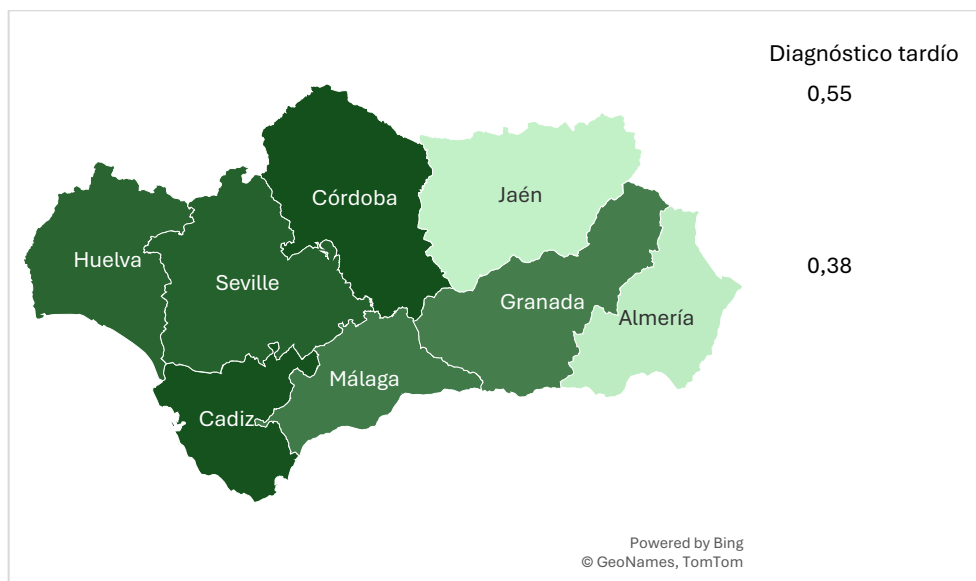 Diagnóstico tardío
0,55
Córdoba
Jaén
Huelva
0,38
Seville
Granada
Almería
Málaga
Cadiz
Powered by Bing
© GeoNames, TomTom